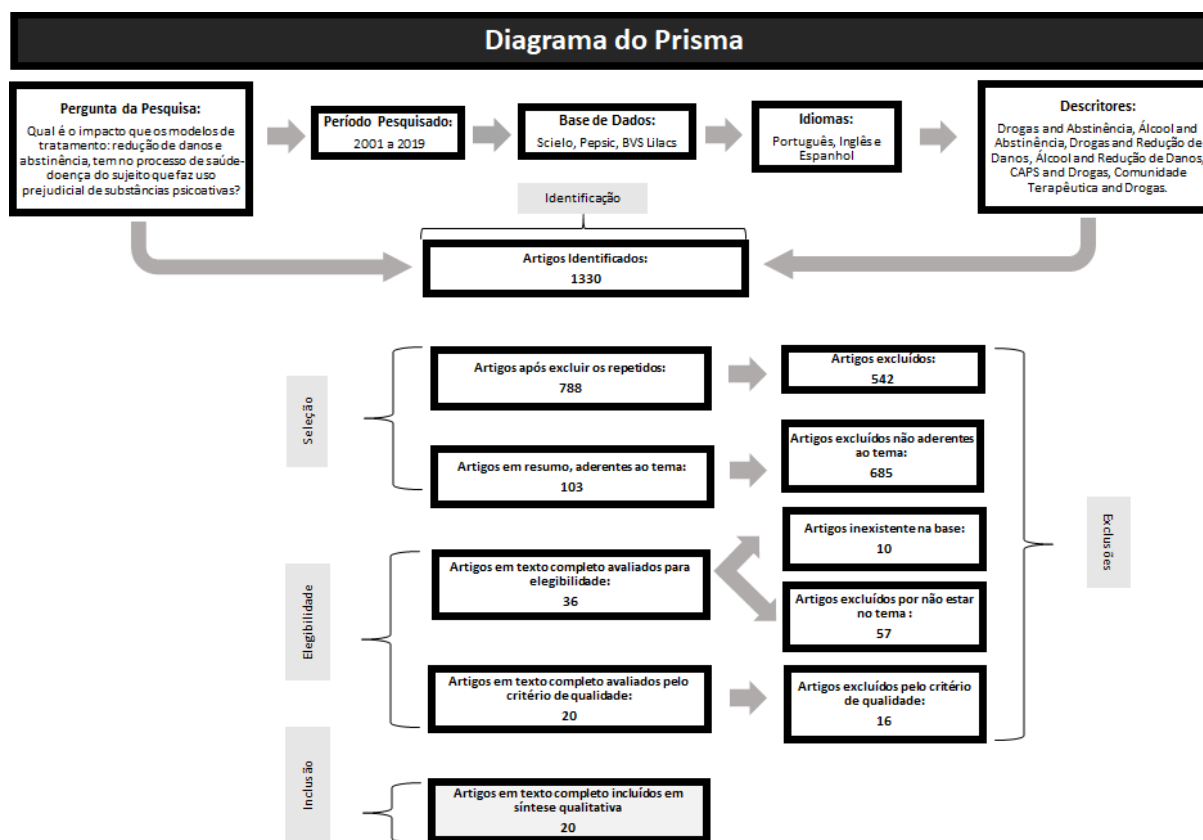 Diagrama do Prisma
Pergunta da Pesquisa:
Qual é o impacto que os modelos de
tratamento: redução de danos e
abstinência, tem no processo de saúde-
doença do sujeito que faz uso
prejudicial de substâncias psicoativas?
Período Pesquisado:
2001 a 2019
Base de Dados:
Scielo, Pepsic, BVS Lilacs
Idiomas:
Português, Inglês e
Espanhol
Descritores:
Drogas and Abstinência, Álcool and
Abstinência, Drogas and Redução de
Danos, Álcool and Redução de Danos,
CAPS and Drogas, Comunidade
Terapêutica and Drogas.
Identificação
Artigos Identificados:
1330
Seleção
Artigos após excluir os repetidos:
788
Artigos excluídos:
542
Artigos em resumo, aderentes ao tema:
103
Artigos excluídos não aderentes
ao tema:
685
Exclusões
Elegibilidade
Artigos em texto completo avaliados para
elegibilidade:
36
Artigos inexistente na base:
10
Artigos excluídos por não estar
no tema :
57
Artigos em texto completo avaliados pelo
critério de qualidade:
20
Artigos excluídos pelo critério
de qualidade:
16
Inclusão
Artigos em texto completo incluídos em
síntese qualitativa
20